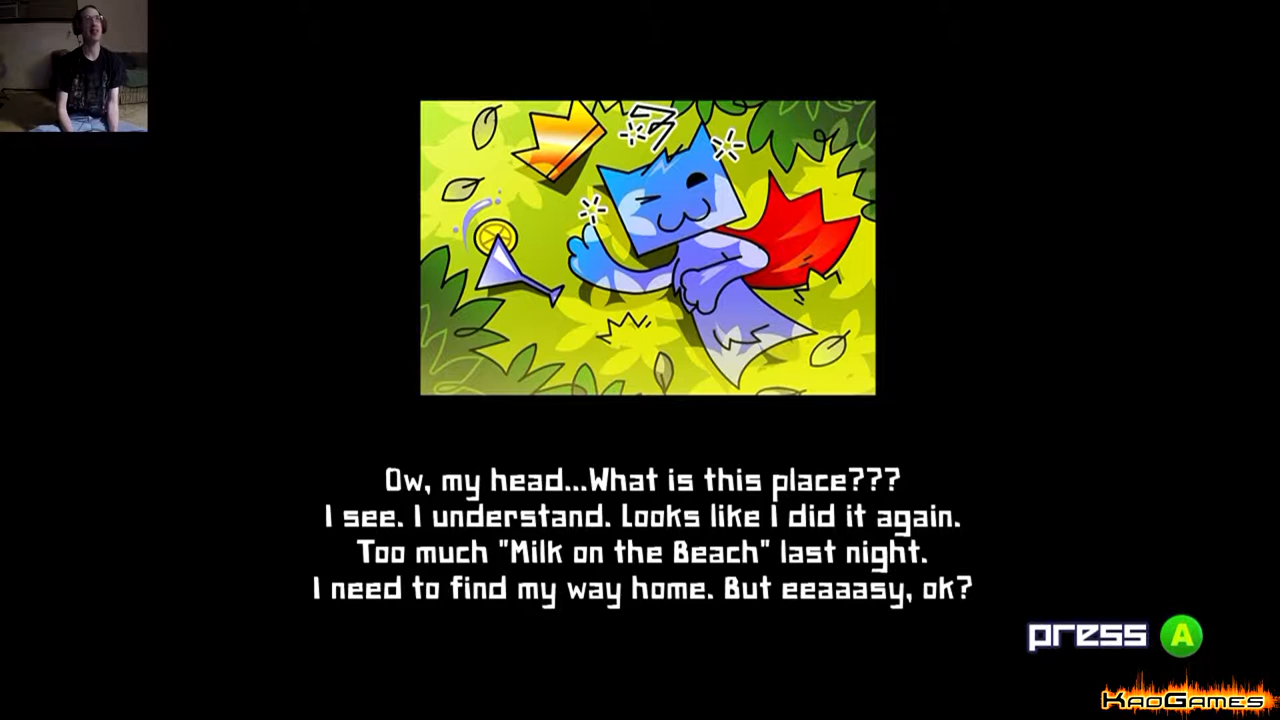 Ow, my head...What is this place???
I see. I understand. Looks like I did it again.
Too much "Milk on the Beach" last night.
I need to find my way home. But eeaaasy, ok?
press A
KaoGames